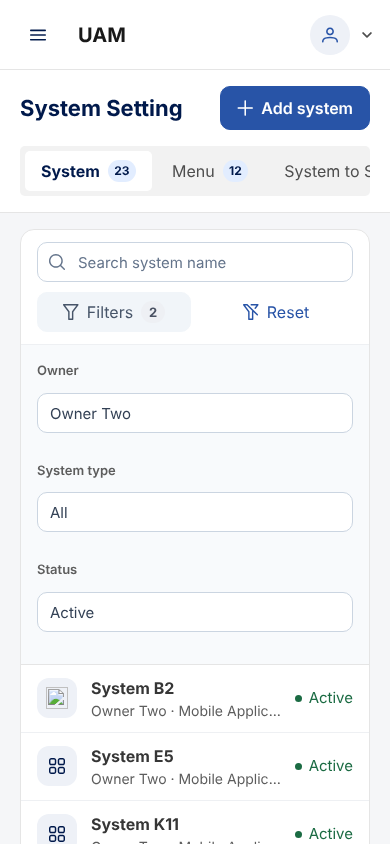 UAM
System Setting
Add system
System 23
Menu 12
System to S
Search system name
Filters 2
Reset
Owner
Owner Two
System type
All
Status
Active
System B2
Owner Two · Mobile Applic...
Active
System E5
Owner Two · Mobile Applic...
Active
System K11
Active